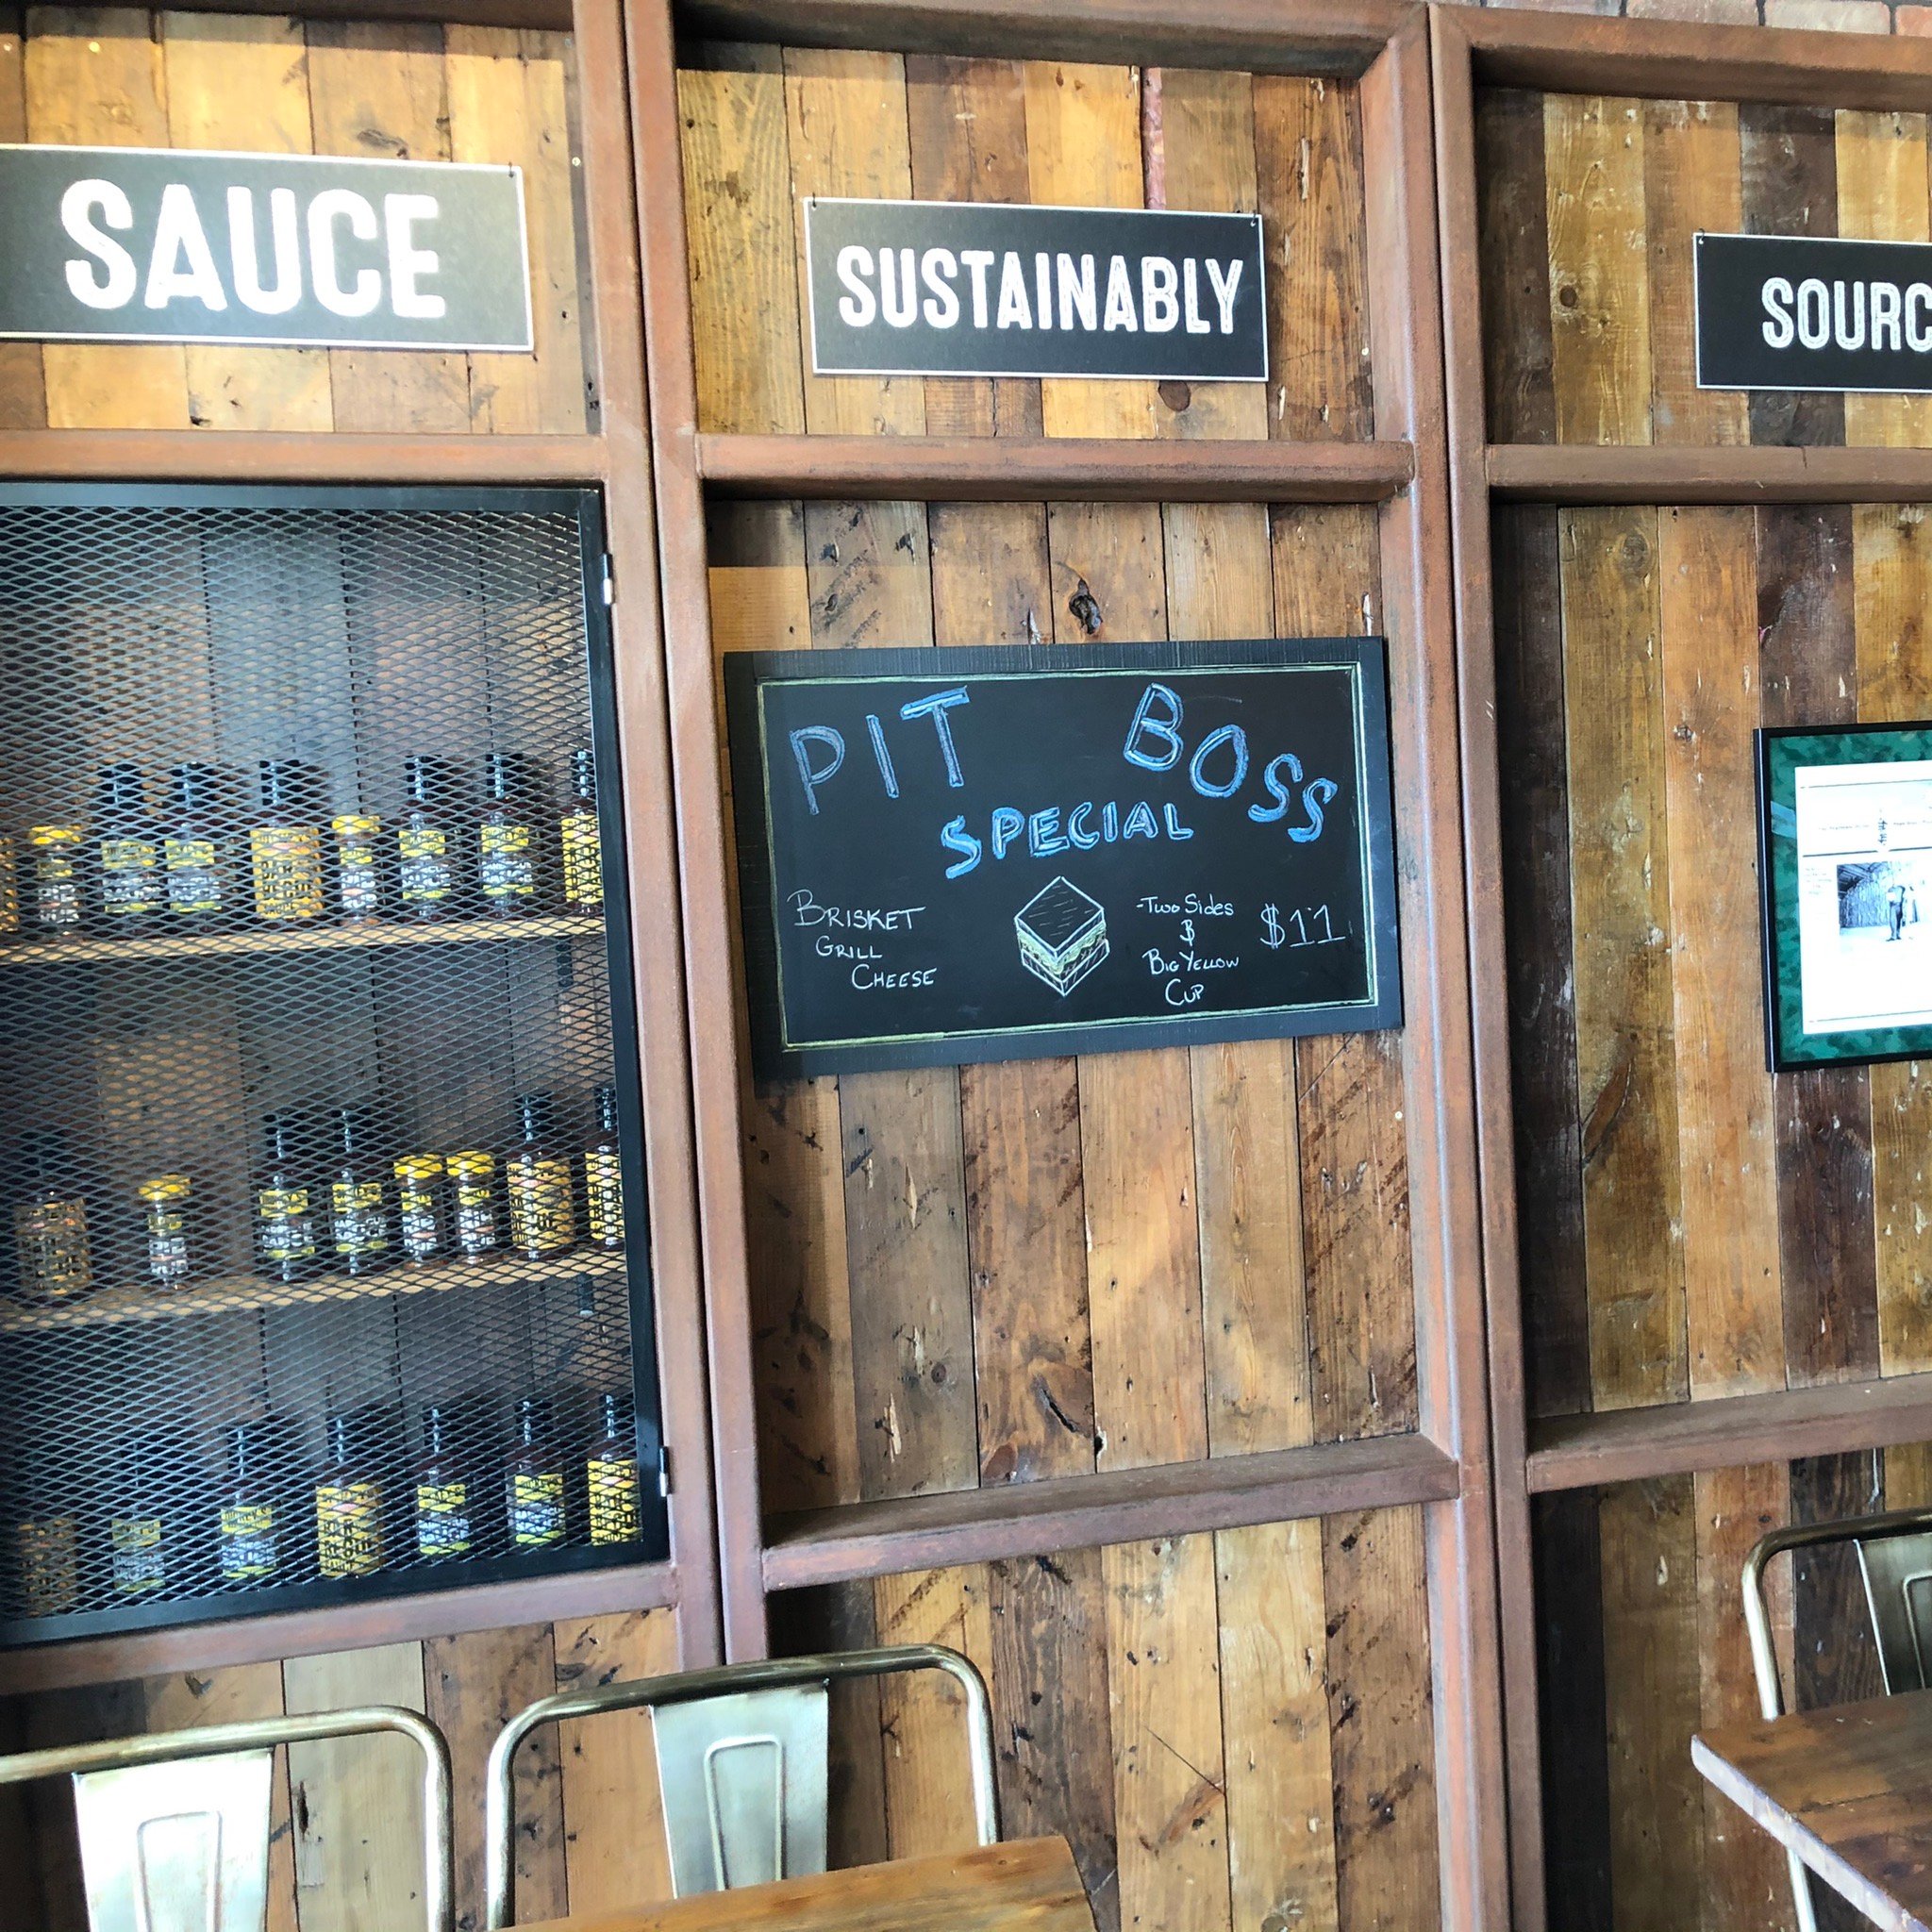 SAUCE
SUSTAINABLY
SOURC
PIT BOSS
SPECIAL
BRISKET
GRILL
CHEESE
-TWO SIDES
&
BIG YELLOW
CUP
$11